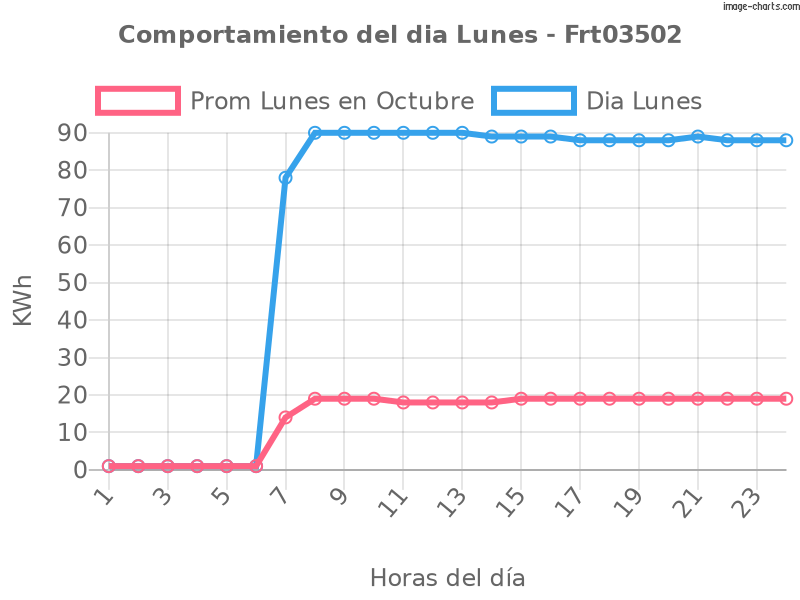 image-charts.com
Comportamiento del dia Lunes - Frt03502
Prom Lunes en Octubre Dia Lunes
90
80
70
60
50
40
30
20
10
0
KWh
1 3 5 7 9 11 13 15 17 19 21 23
Horas del día